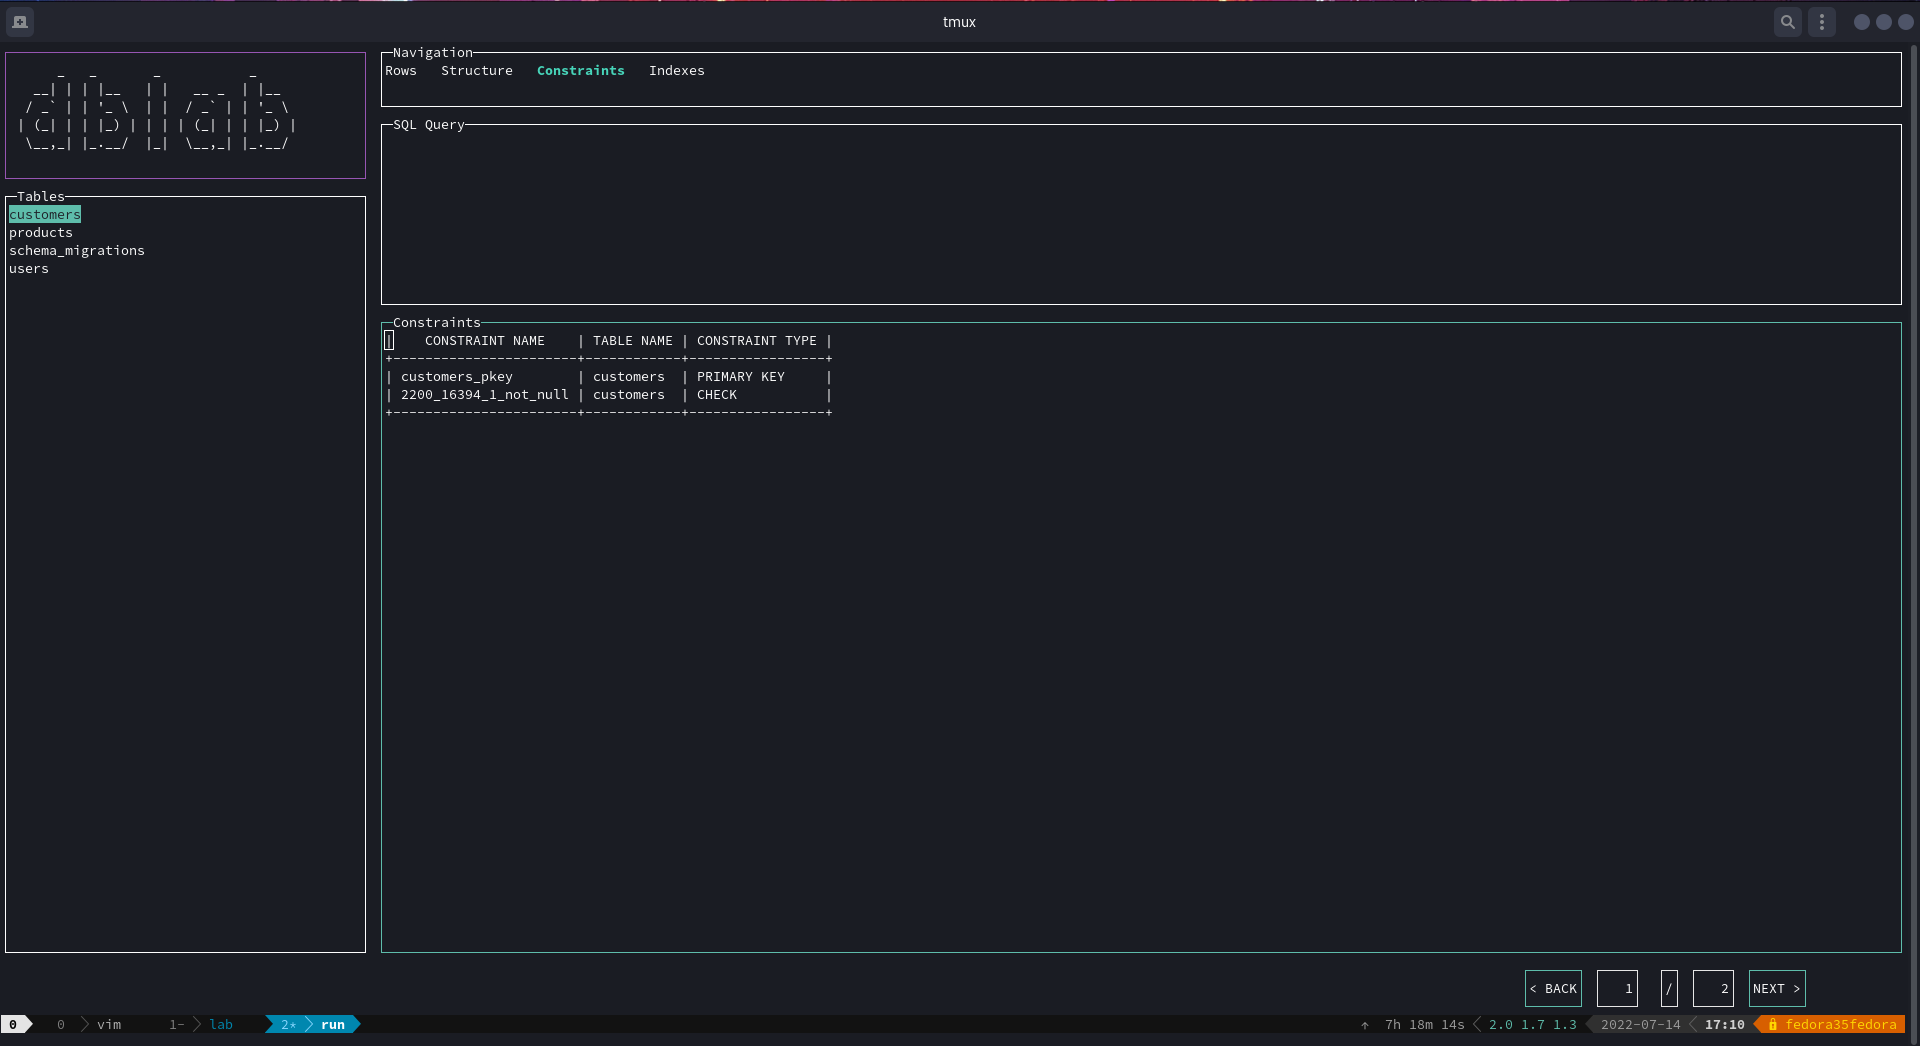 tmux
dblab
Navigation
Rows Structure Constraints Indexes
SQL Query
Tables
customers
products
schema_migrations
users
Constraints
| CONSTRAINT NAME | TABLE NAME | CONSTRAINT TYPE |
+-----------------------+------------+-----------------+
| customers_pkey | customers | PRIMARY KEY |
| 2200_16394_1_not_null | customers | CHECK |
+-----------------------+------------+-----------------+
< BACK 1 / 2 NEXT >
0 0 vim 1- lab 2* run ↑ 7h 18m 14s 2.0 1.7 1.3 2022-07-14 17:10 fedora35fedora